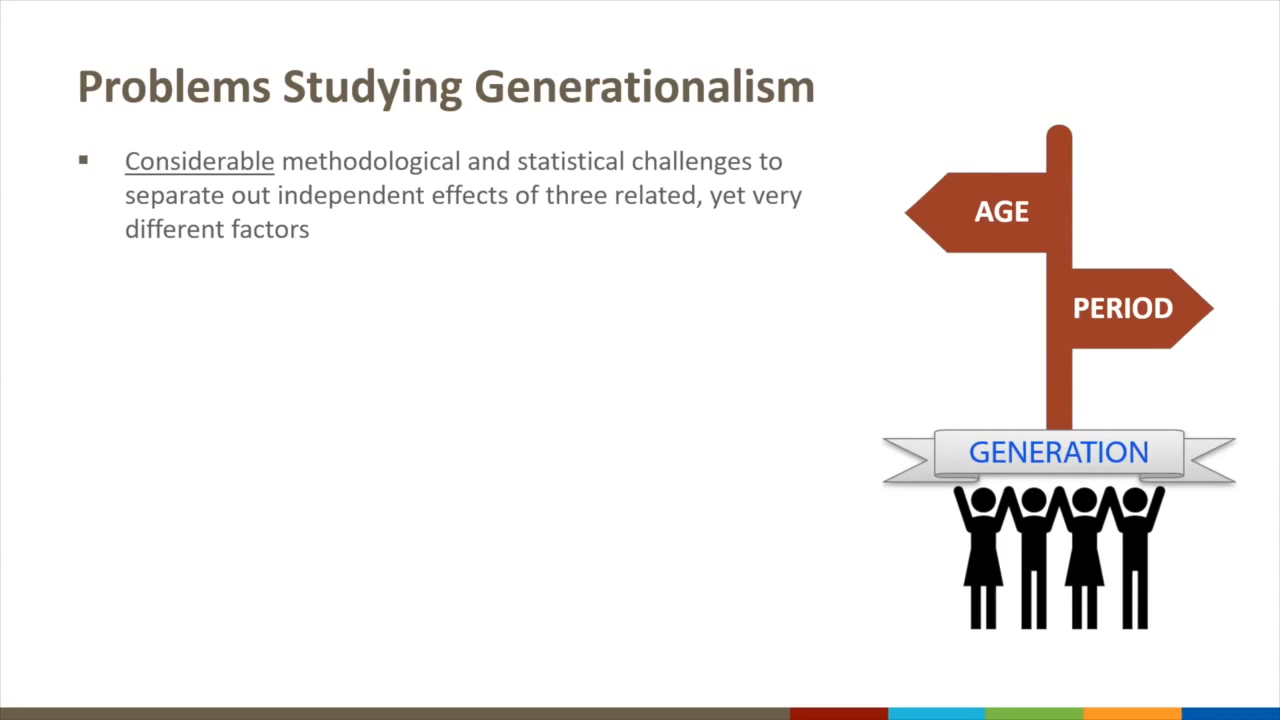 Problems Studying Generationalism
▪ Considerable methodological and statistical challenges to
separate out independent effects of three related, yet very
different factors
AGE
PERIOD
GENERATION